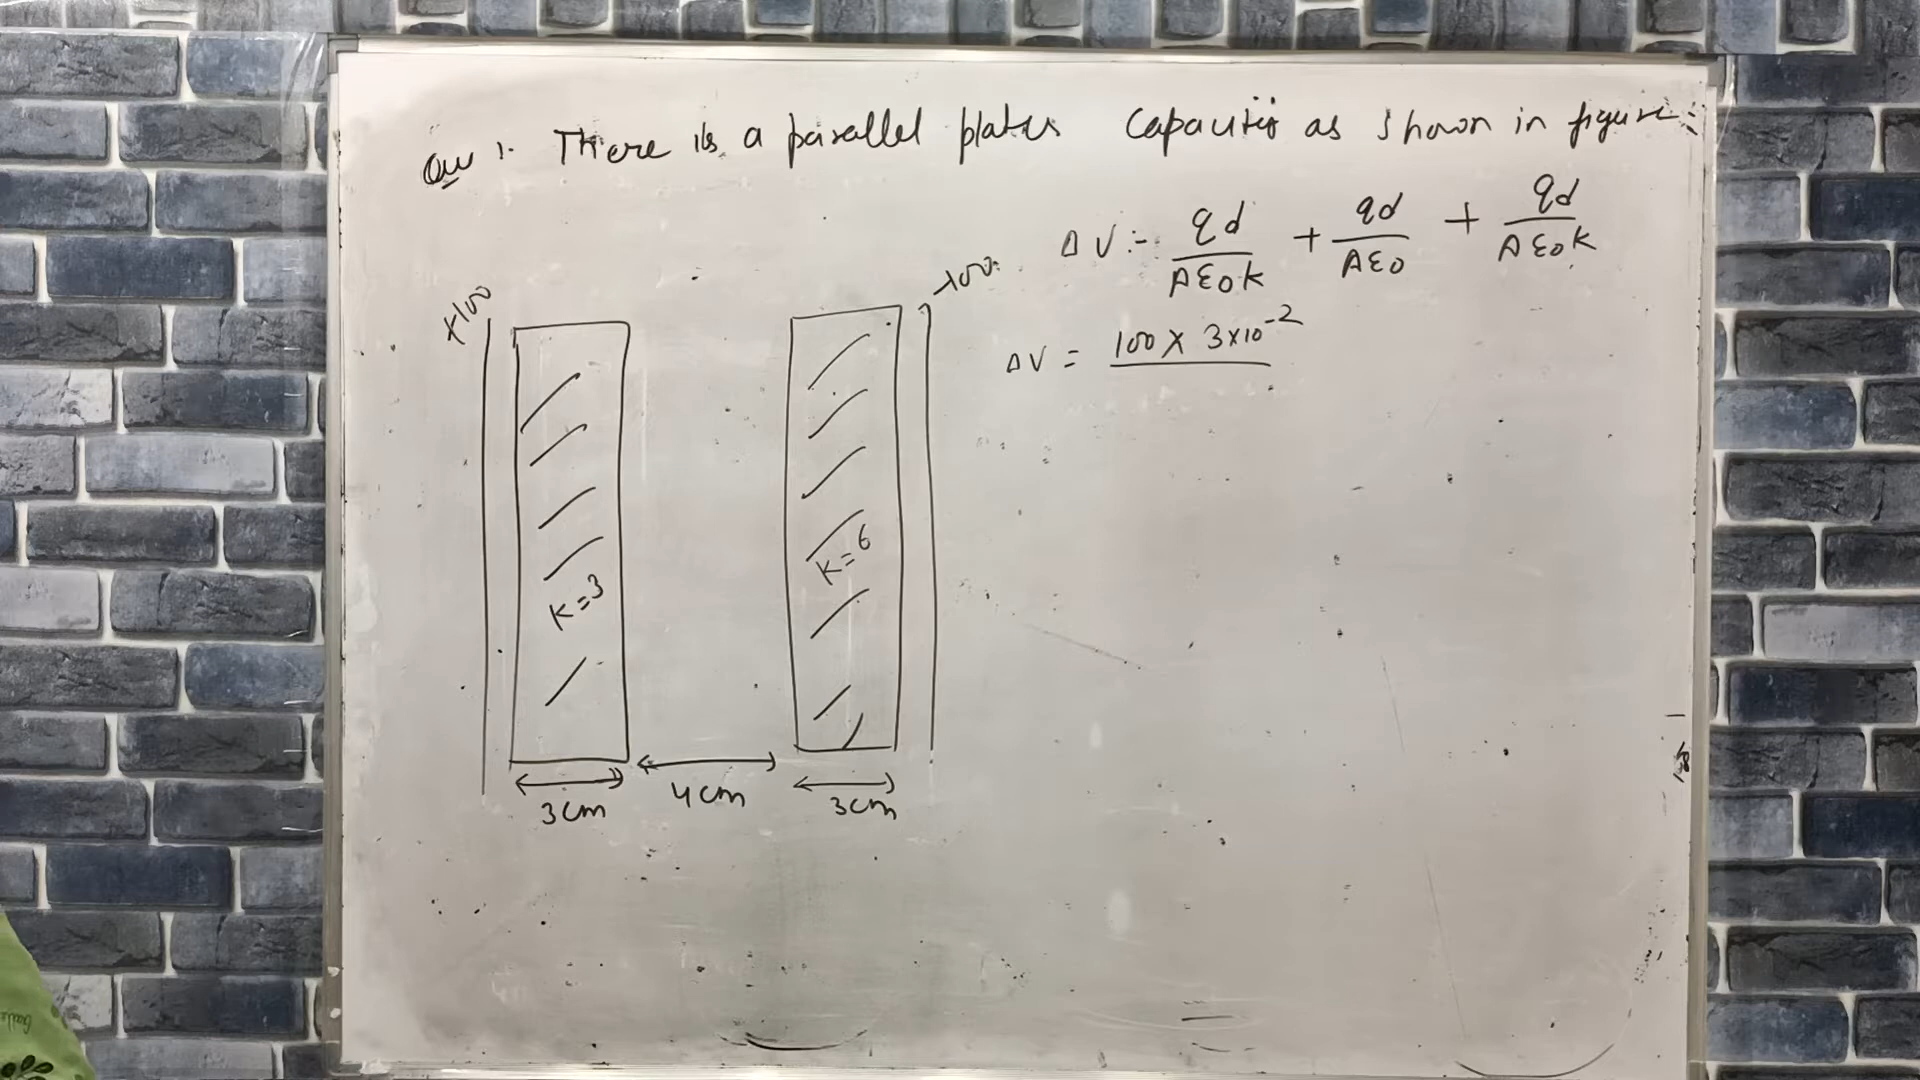 Que 1. There is a parallel plates capacitor as shown in figure:
ΔV :- qd/Aε0k + qd/Aε0 + qd/Aε0k
ΔV = 100 x 3x10^-2
+100
K=3
K=6
3cm
4cm
3cm